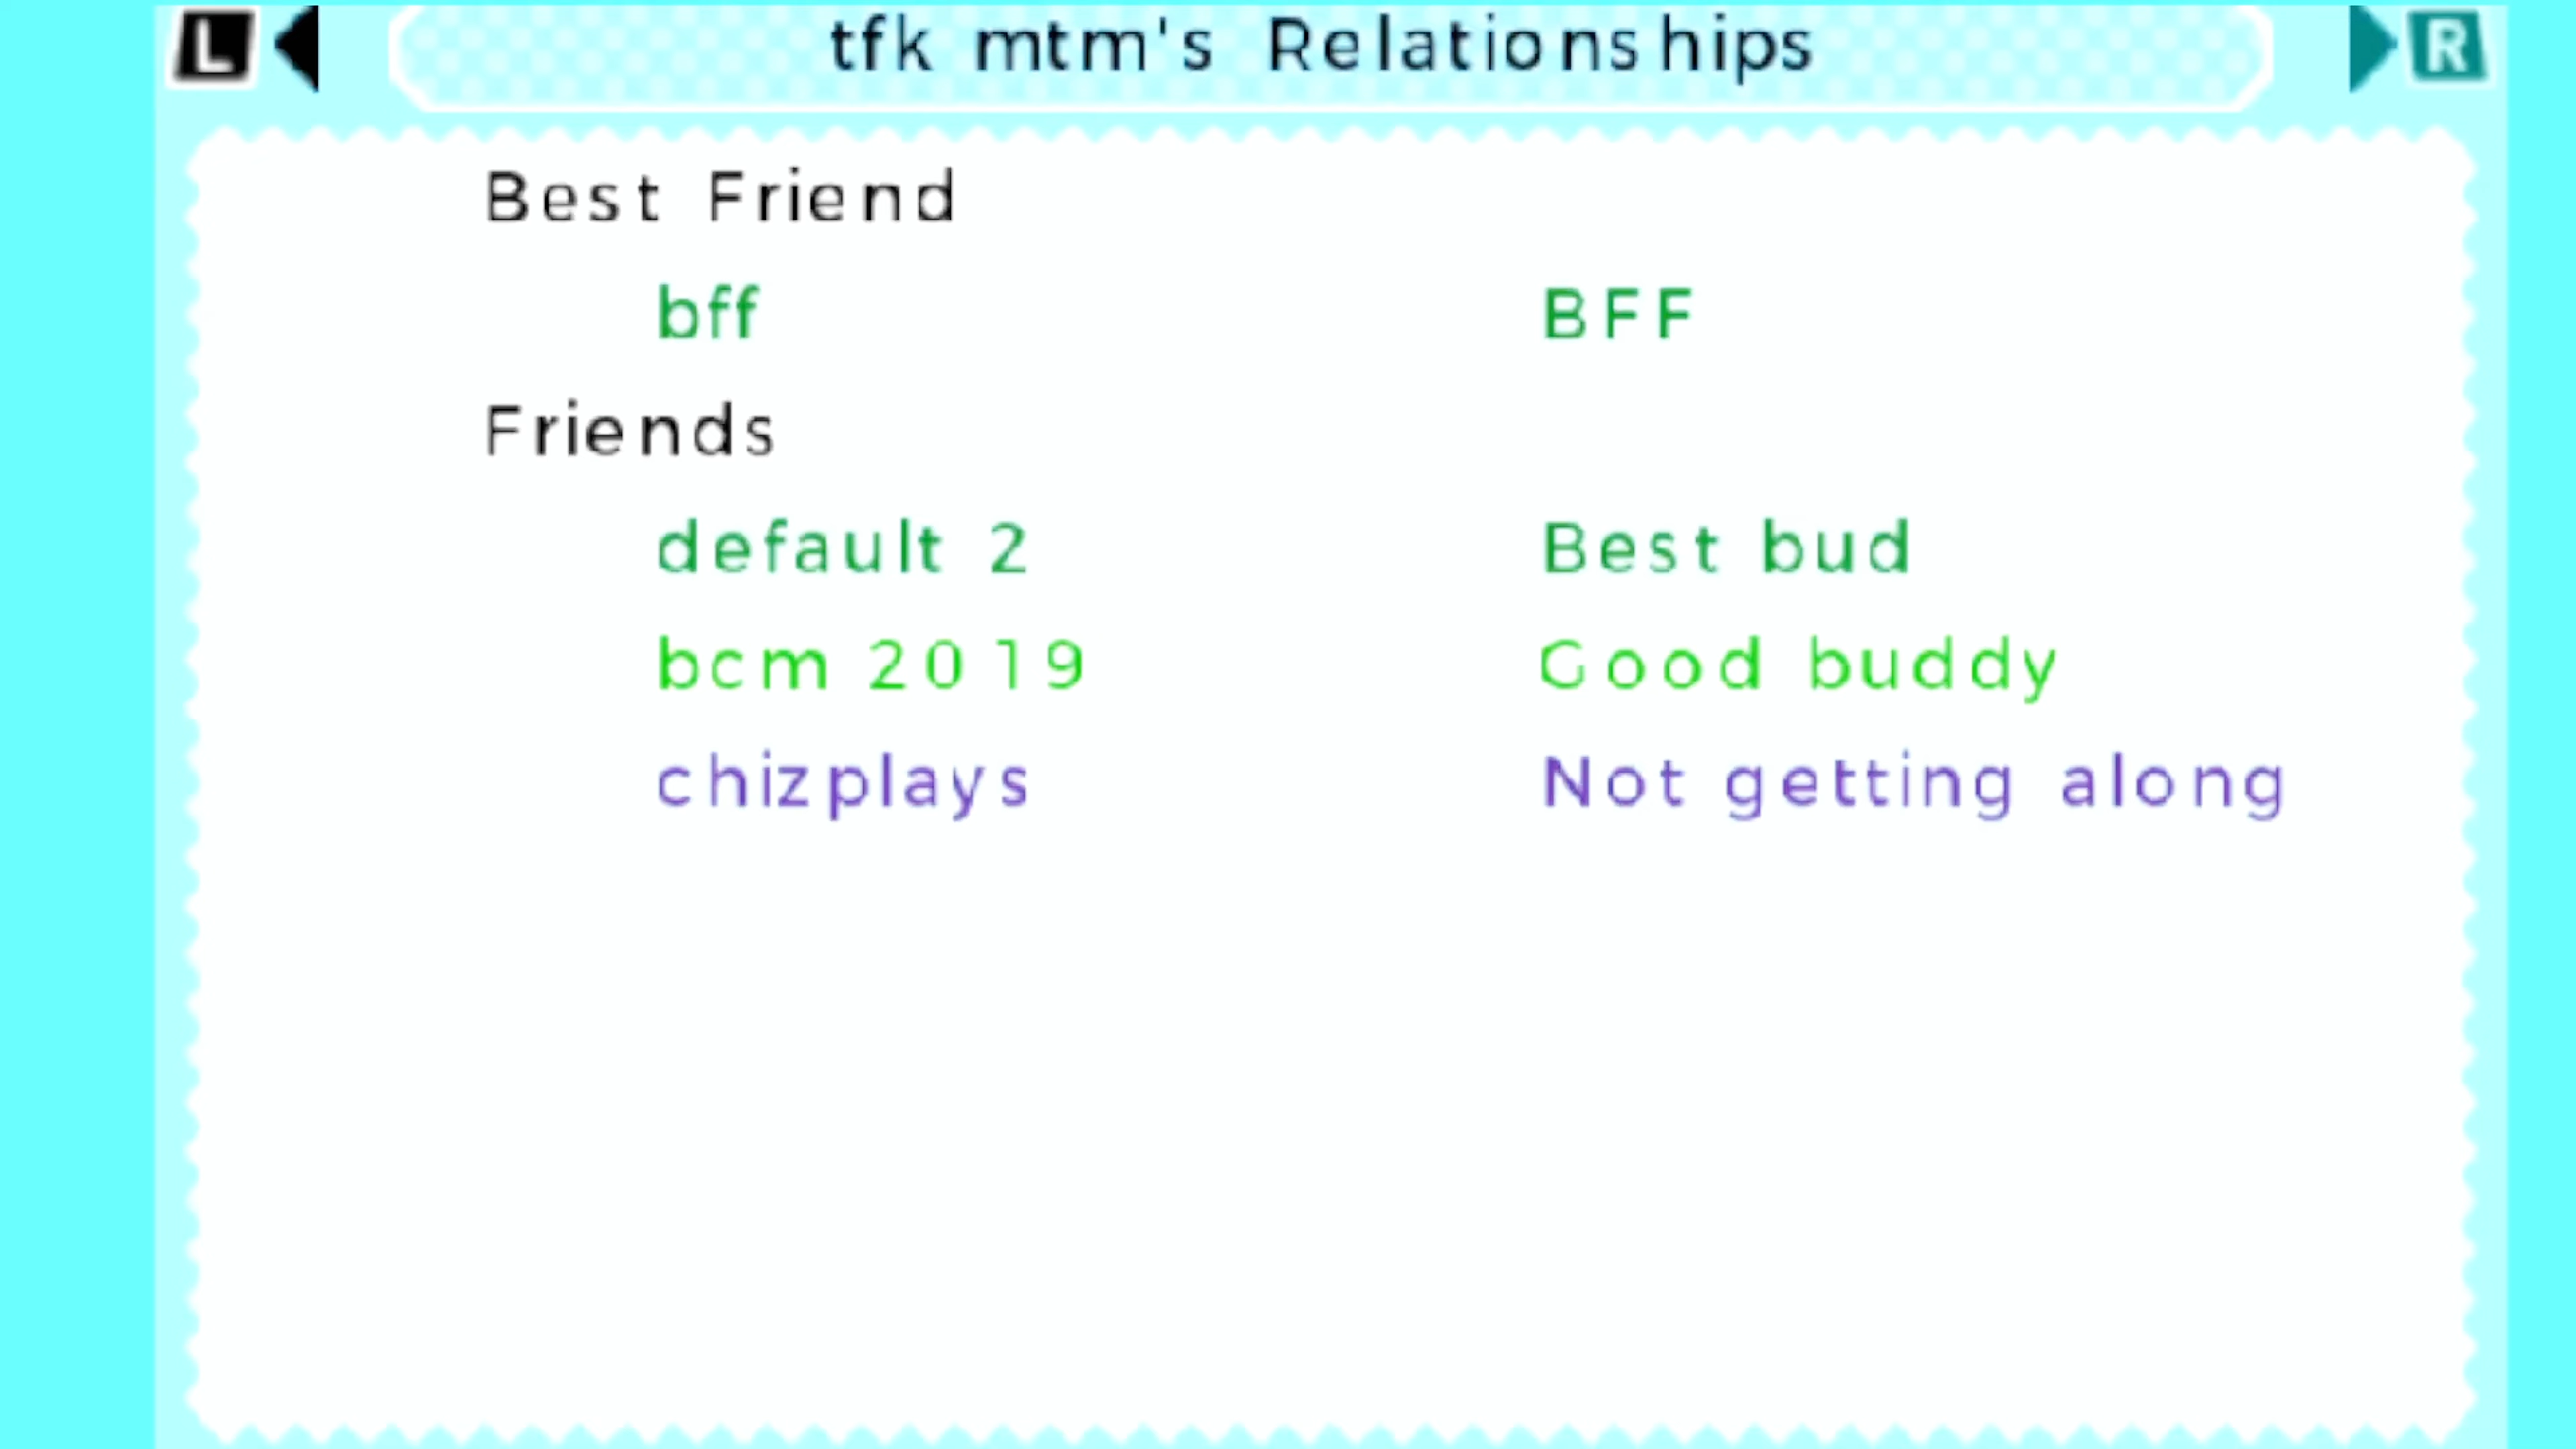 L tfk mtm's Relationships R
Best Friend
bff BFF
Friends
default 2 Best bud
bcm 2019 Good buddy
chizplays Not getting along